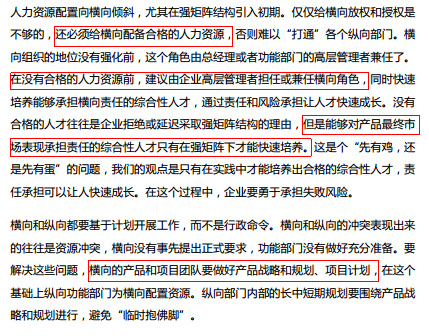 人力资源配置向横向倾斜，尤其在强矩阵结构引入初期。仅仅给横向放权和授权是
不够的，还必须给横向配备合格的人力资源，否则难以“打通”各个纵向部门。横
向组织的地位没有强化前，这个角色由总经理或者功能部门的高层管理者兼任了。
在没有合格的人力资源前，建议由企业高层管理者担任或兼任横向角色，同时快速
培养能够承担横向责任的综合性人才，通过责任和风险承担让人才快速成长。没有
合格的人才往往是企业拒绝或延迟采取强矩阵结构的理由，但是能够对产品最终市
场表现承担责任的综合性人才只有在强矩阵下才能快速培养。这是个“先有鸡，还
是先有蛋”的问题，我们的观点是只有在实践中才能培养出合格的综合性人才，责
任承担可以让人快速成长。在这个过程中，企业要勇于承担失败风险。
横向和纵向都要基于计划开展工作，而不是行政命令。横向和纵向的冲突表现出来
的往往是资源冲突，横向没有事先提出正式要求，功能部门没有做好充分准备。要
解决这些问题，横向的产品和项目团队要做好产品战略和规划、项目计划，在这个
基础上纵向功能部门为横向配置资源。纵向部门内部的长中短期规划要围绕产品战
略和规划进行，避免“临时抱佛脚”。